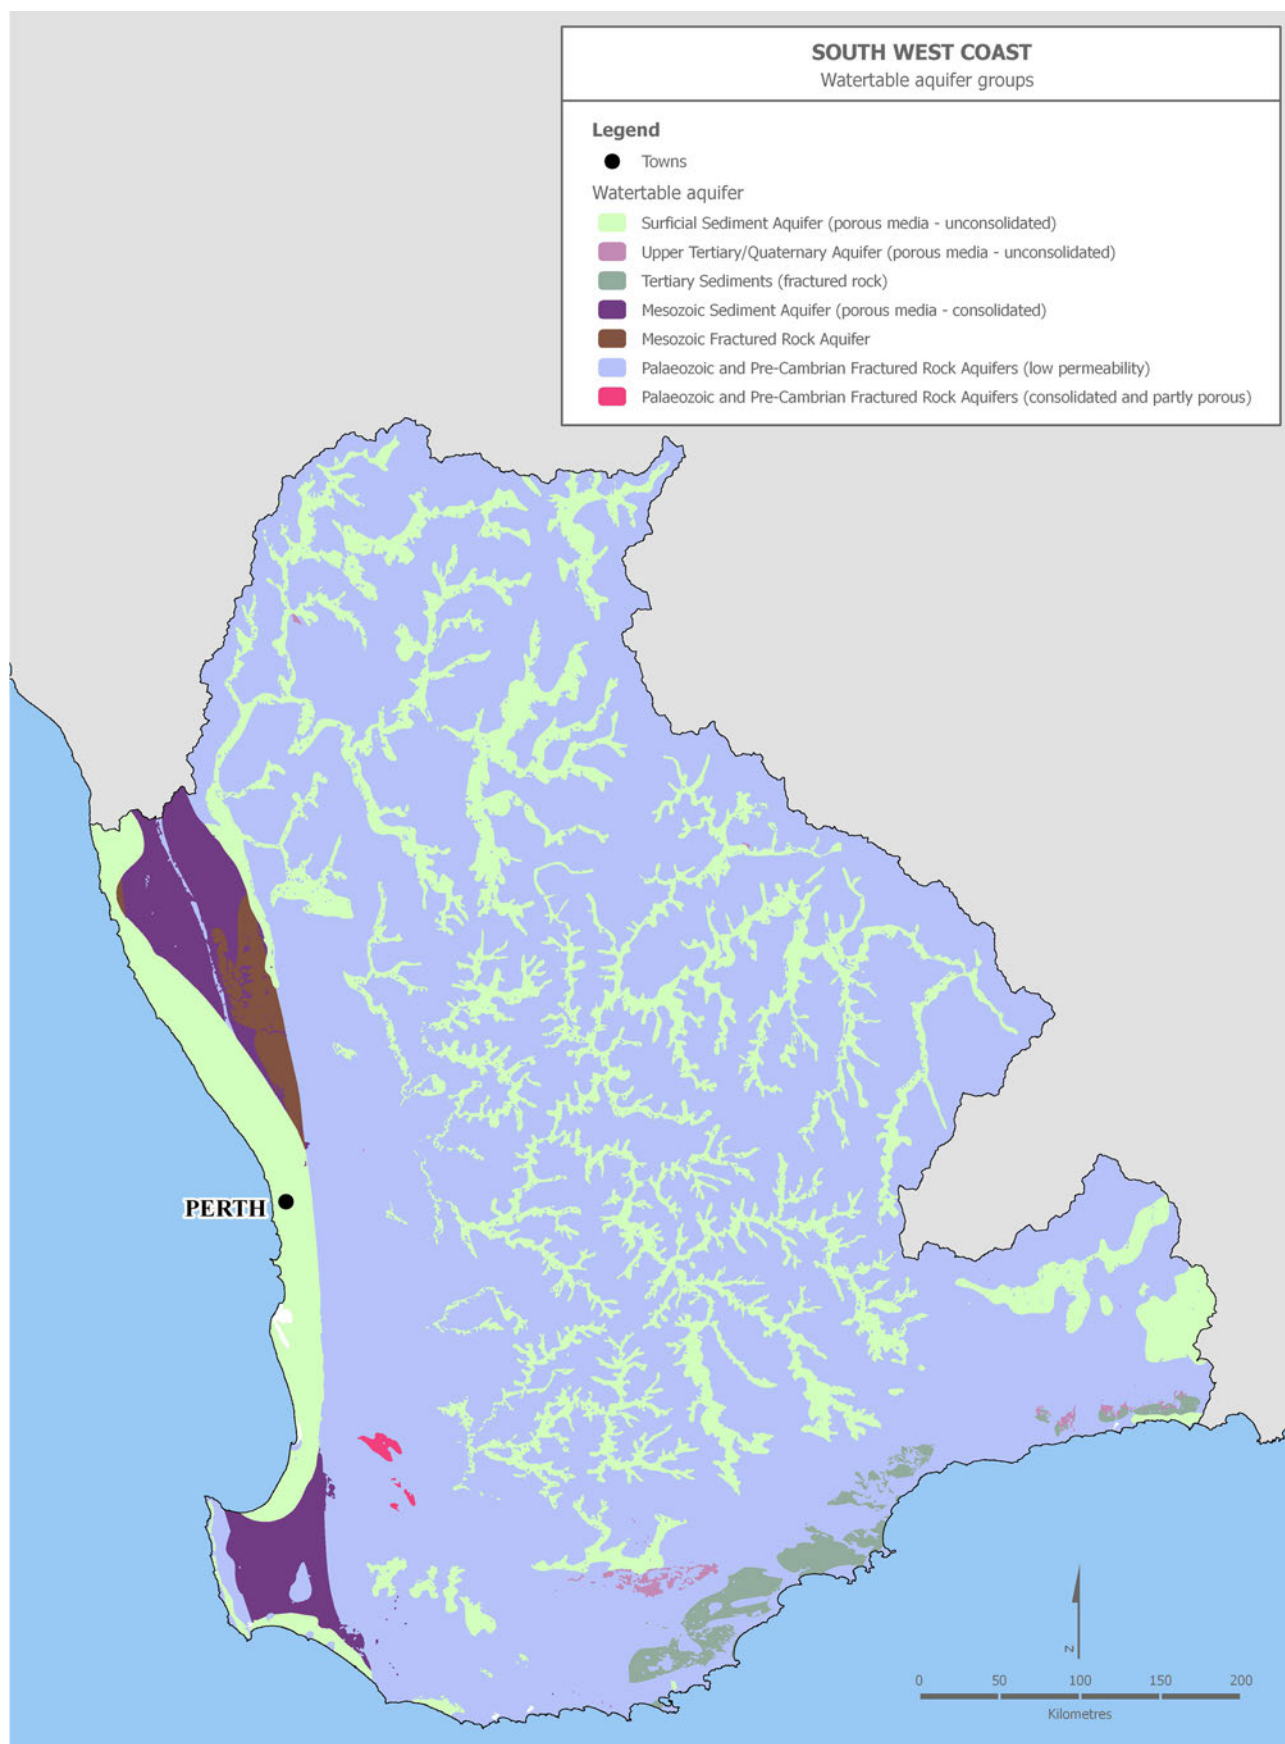 SOUTH WEST COAST
Watertable aquifer groups
Legend
Towns
Watertable aquifer
Surficial Sediment Aquifer (porous media - unconsolidated)
Upper Tertiary/Quaternary Aquifer (porous media - unconsolidated)
Tertiary Sediments (fractured rock)
Mesozoic Sediment Aquifer (porous media - consolidated)
Mesozoic Fractured Rock Aquifer
Palaeozoic and Pre-Cambrian Fractured Rock Aquifers (low permeability)
Palaeozoic and Pre-Cambrian Fractured Rock Aquifers (consolidated and partly porous)
PERTH
N
0 50 100 150 200
Kilometres